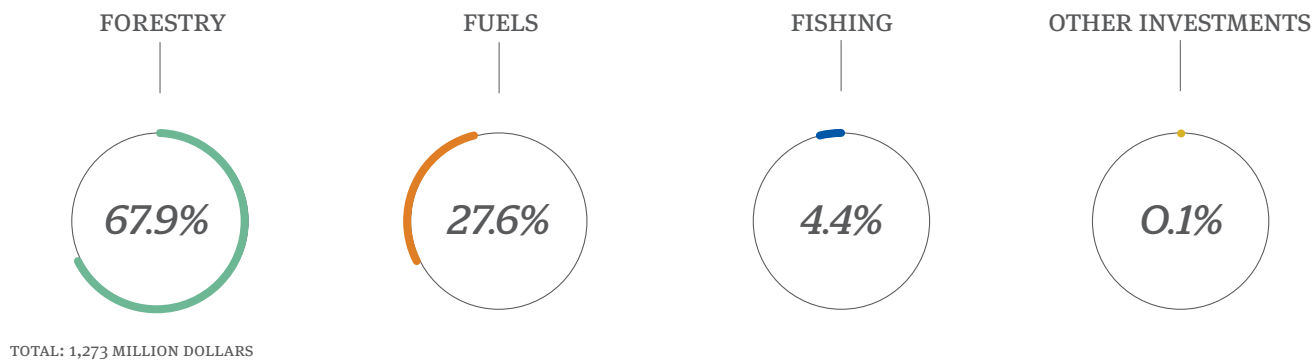 FORESTRY
FUELS
FISHING
OTHER INVESTMENTS
67.9%
27.6%
4.4%
0.1%
TOTAL: 1,273 MILLION DOLLARS